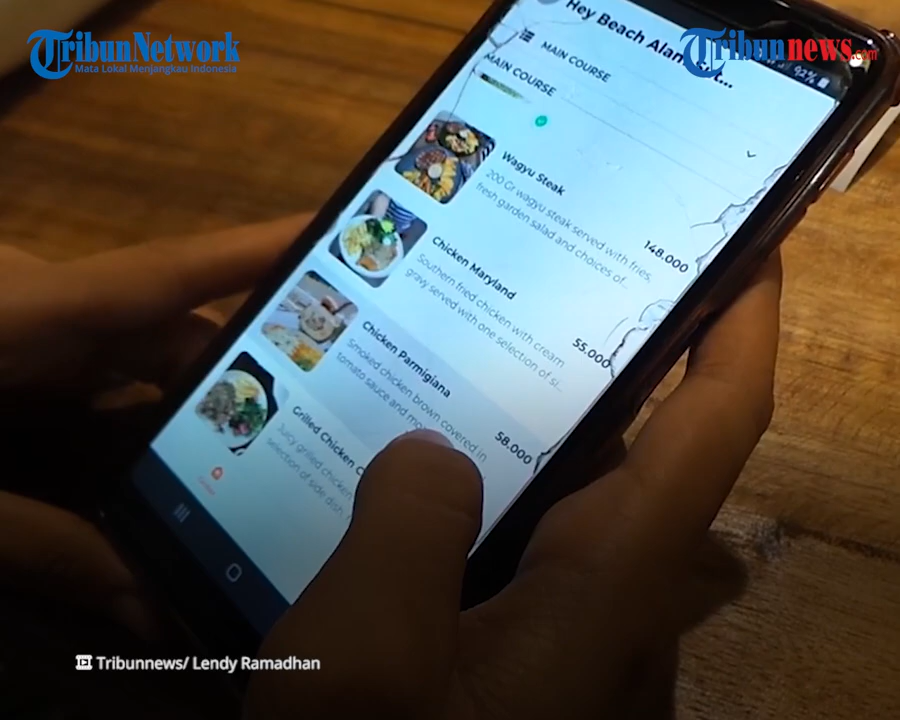 TribunNetwork
Mata Lokal Menjangkau Indonesia
Tribunnews.com
92%
Hey Beach Alam
MAIN COURSE
MAIN COURSE
Wagyu Steak
200 Gr wagyu steak served with fries,
fresh garden salad and choices of...
148.000
Chicken Maryland
Southern fried chicken with cream
gravy served with one selection of si...
55.000
Chicken Parmigiana
Smoked chicken brown covered in
tomato sauce and
58.000
Grilled Chicken
Juicy grilled chicken
selection of side dish
Tribunnews/ Lendy Ramadhan